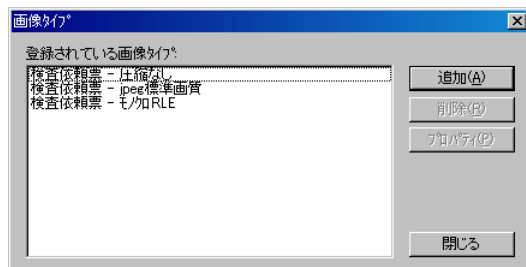 画像ﾀｲﾌﾟ
登録されている画像ﾀｲﾌﾟ:
検査依頼票 - 圧縮なし
検査依頼票 - jpeg標準画質
検査依頼票 - ﾓﾉｸﾛRLE
追加(A)
削除(R)
ﾌﾟﾛﾊﾟﾃｨ(P)
閉じる